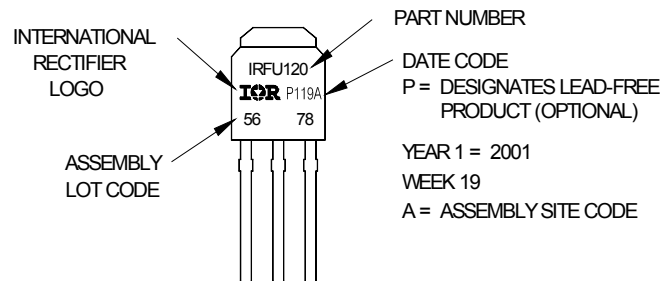 INTERNATIONAL
RECTIFIER
LOGO
ASSEMBLY
LOT CODE
IRFU120
IOR P119A
56 78
PART NUMBER
DATE CODE
P = DESIGNATES LEAD-FREE
PRODUCT (OPTIONAL)
YEAR 1 = 2001
WEEK 19
A = ASSEMBLY SITE CODE